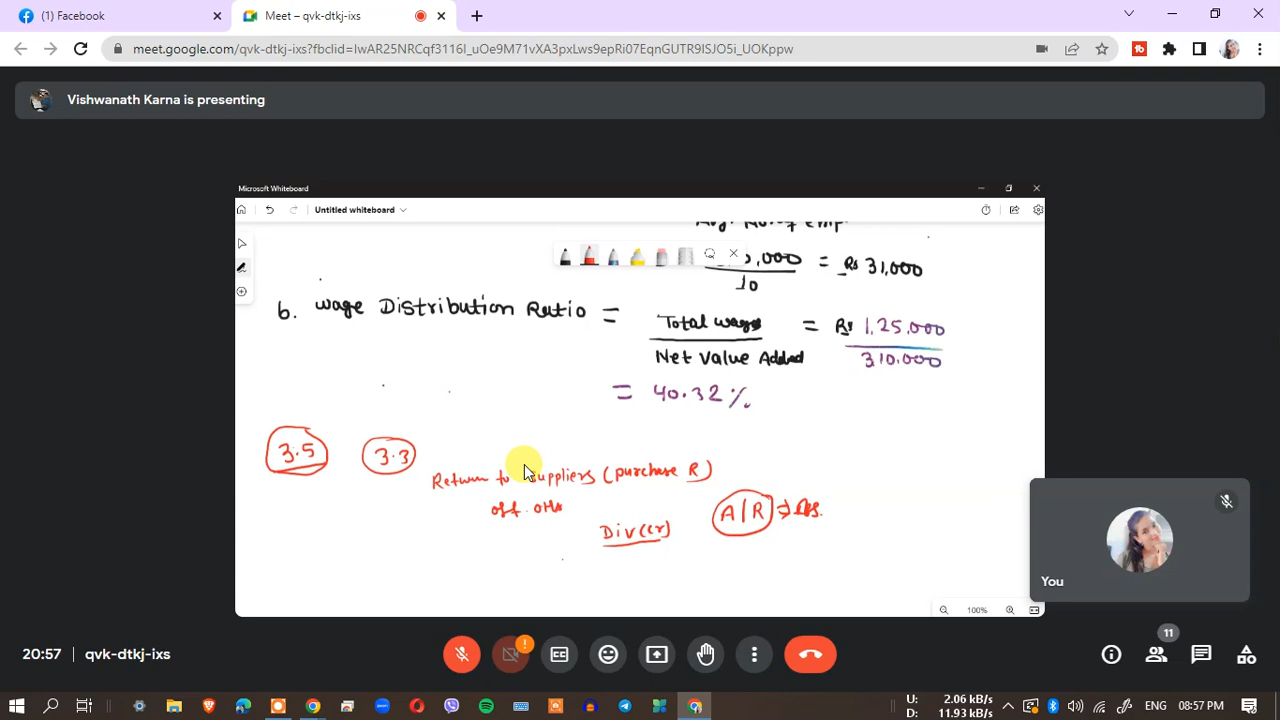 (1) Facebook
Meet – qvk-dtkj-ixs
meet.google.com/qvk-dtkj-ixs?fbclid=IwAR25NRCqf3116I_uOe9M71vXA3pxLws9epRi07EqnGUTR9ISJO5i_UOKppw
Vishwanath Karna is presenting
Microsoft Whiteboard
Untitled whiteboard
= Rs 31,000
10
b. Wage Distribution Ratio =
Total wage
= Rs 1,25,000
Net Value Added
310,000
= 40.32%
3.5 3.3
Return to suppliers (purchase R)
Div(cr)
A/R
100%
You
20:57 qvk-dtkj-ixs
11
U: 2.06 kB/s
D: 11.93 kB/s
ENG 08:57 PM